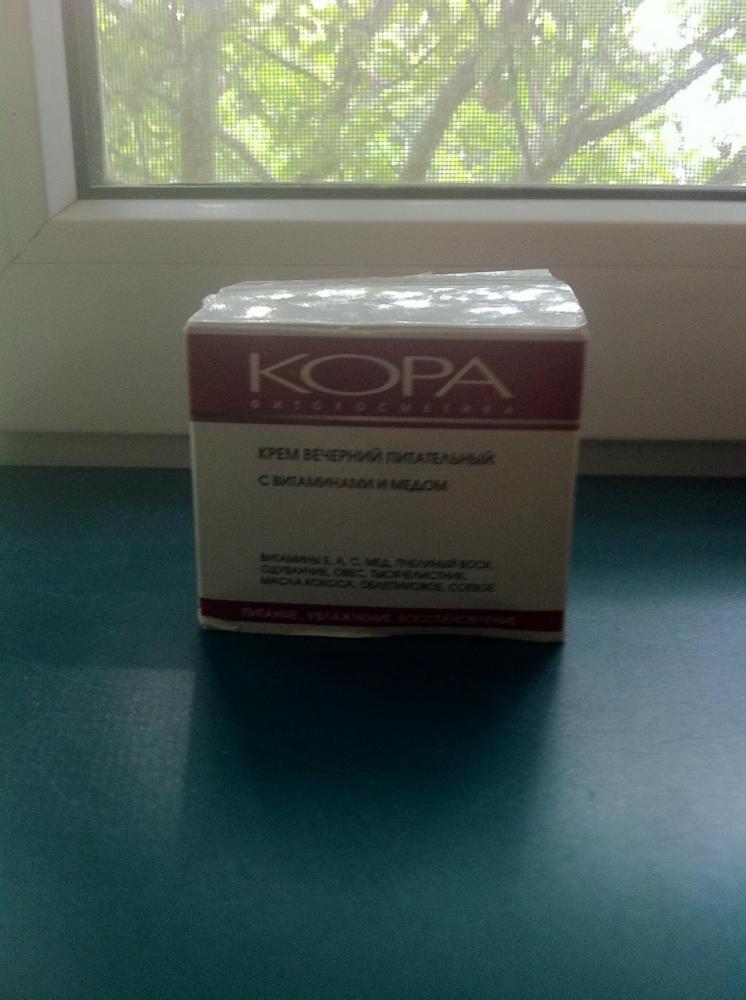 КОРА
ФИТОКОСМЕТИКА
КРЕМ ВЕЧЕРНИЙ ПИТАТЕЛЬНЫЙ
С ВИТАМИНАМИ И МЕДОМ
ВИТАМИНЫ Е, А, С, МЕД, ПЧЕЛИНЫЙ ВОСК,
ОДУВАНЧИК, ОВЕС, ТЫСЯЧЕЛИСТНИК,
МАСЛА КОКОСА, ОБЛЕПИХОВОЕ, СОЕВОЕ
ПИТАНИЕ. УВЛАЖНЕНИЕ. ВОССТАНОВЛЕНИЕ